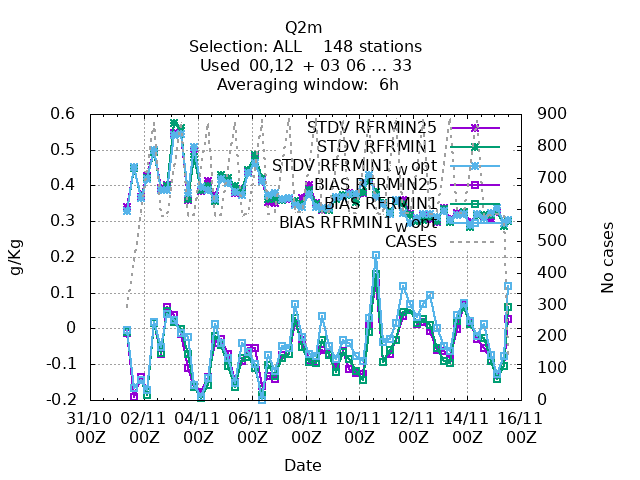 Q2m
Selection: ALL    148 stations
Used  00,12  + 03 06 ... 33
Averaging window:  6h
0.6
0.5
0.4
0.3
0.2
0.1
0
-0.1
-0.2
g/Kg
900
800
700
600
500
400
300
200
100
0
No cases
STDV RFRMIN25
STDV RFRMIN1
STDV RFRMIN1_w opt
BIAS RFRMIN25
BIAS RFRMIN1
BIAS RFRMIN1_w opt
CASES
31/10 02/11 04/11 06/11 08/11 10/11 12/11 14/11 16/11
00Z 00Z 00Z 00Z 00Z 00Z 00Z 00Z 00Z
Date